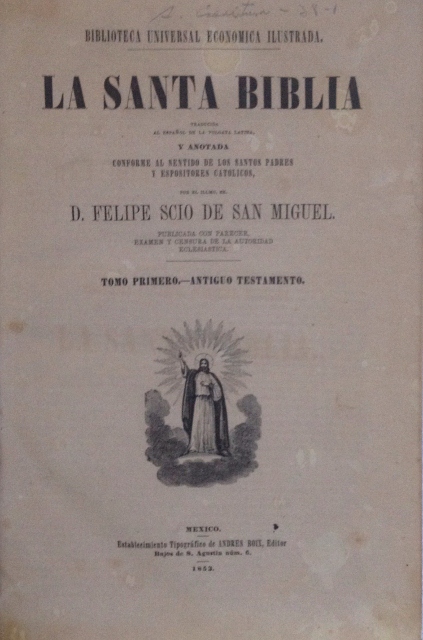 BIBLIOTECA UNIVERSAL ECONOMICA ILUSTRADA.
LA SANTA BIBLIA
TRADUCIDA
AL ESPAÑOL DE LA VULGATA LATINA,
Y ANOTADA
CONFORME AL SENTIDO DE LOS SANTOS PADRES
Y ESPOSITORES CATOLICOS,
POR EL ILLMO. SR.
D. FELIPE SCIO DE SAN MIGUEL.
PUBLICADA CON PARECER,
EXAMEN Y CENSURA DE LA AUTORIDAD
ECLESIASTICA.
TOMO PRIMERO.—ANTIGUO TESTAMENTO.
MEXICO.
Establecimiento Tipográfico de ANDRES BOIX, Editor
Bajos de S. Agustin núm. 6.
1852.